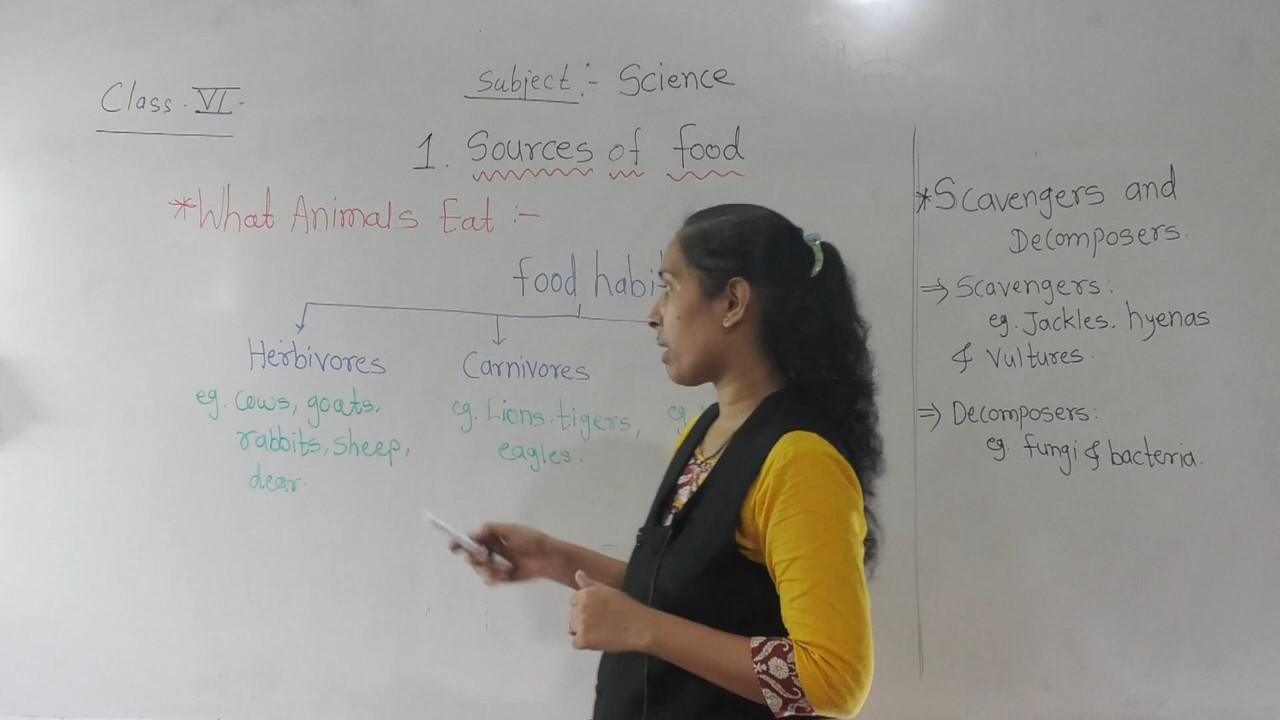 Class. VI.
Subject :- Science
1. Sources of food
*What Animals Eat :-
food habi
Herbivores
eg. cows, goats,
rabbits, sheep,
dear.
Carnivores
eg. Lions. tigers,
eagles.
eg.
*Scavengers and
Decomposers.
⇒ Scavengers:
eg. Jackles. hyenas
& Vultures.
⇒ Decomposers:
eg. fungi & bacteria.